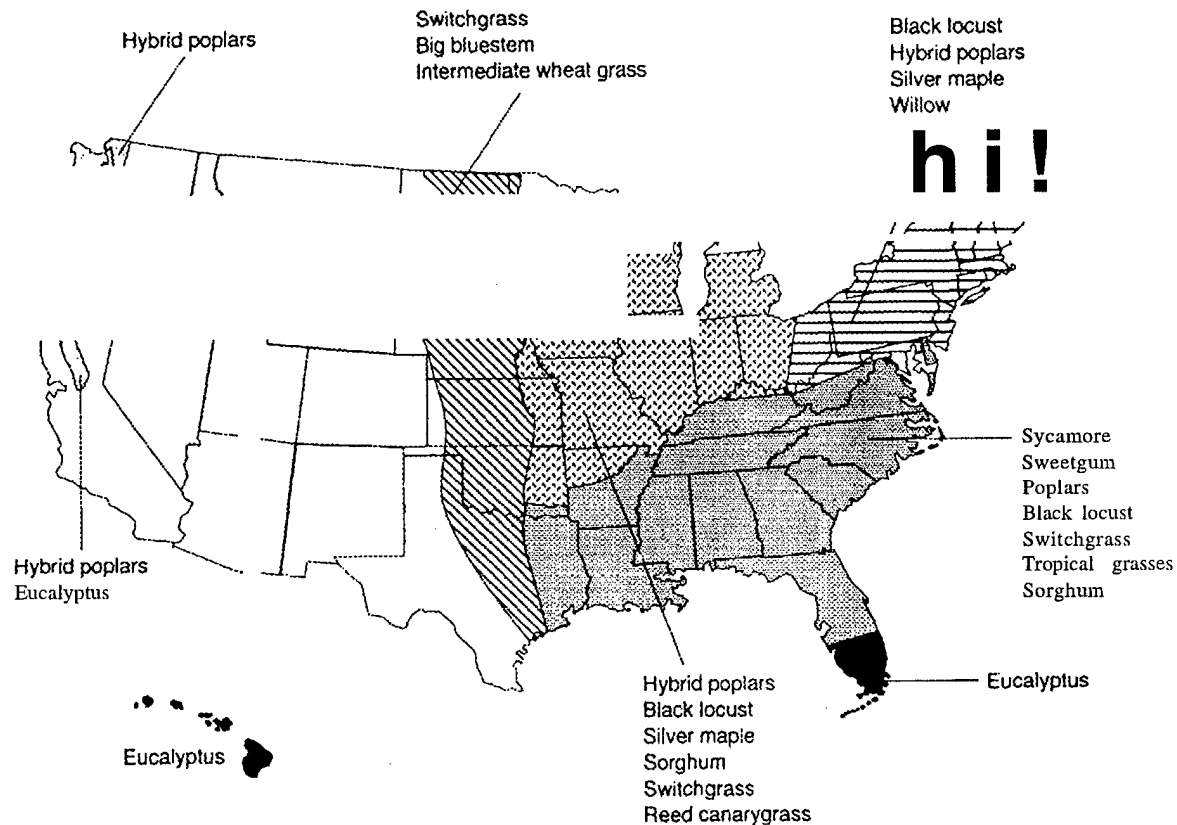 Hybrid poplars
Switchgrass
Big bluestem
Intermediate wheat grass
Black locust
Hybrid poplars
Silver maple
Willow
hi!
Sycamore
Sweetgum
Poplars
Black locust
Switchgrass
Tropical grasses
Sorghum
Hybrid poplars
Eucalyptus
Hybrid poplars
Black locust
Silver maple
Sorghum
Switchgrass
Reed canarygrass
Eucalyptus
Eucalyptus